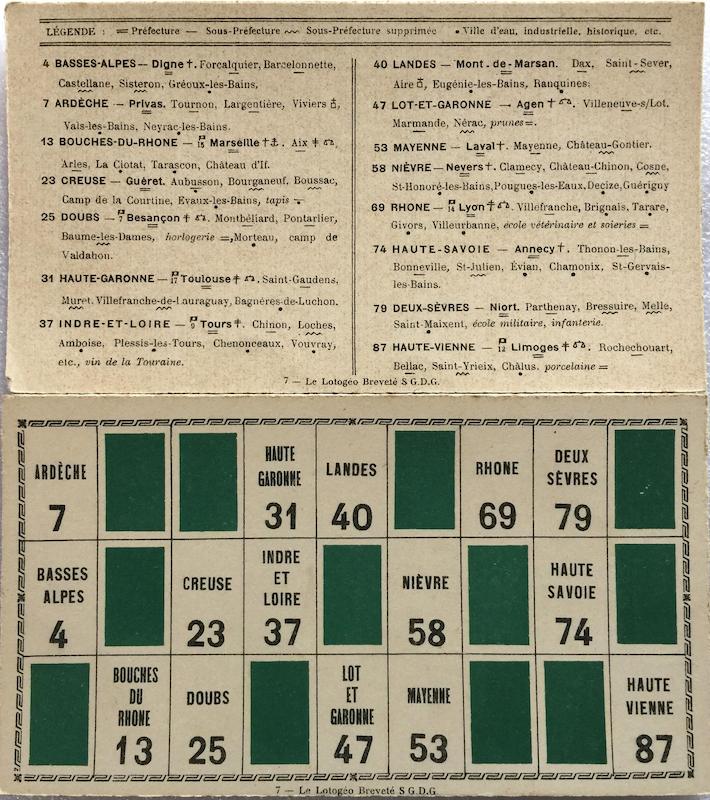 LÉGENDE : = Préfecture — Sous-Préfecture ~~ Sous-Préfecture supprimée • Ville d'eau, industrielle, historique, etc.
4 BASSES-ALPES — Digne †. Forcalquier, Barcelonnette,
Castellane, Sisteron, Gréoux-les-Bains,
7 ARDÈCHE — Privas. Tournon, Largentière, Viviers,
Vals-les-Bains, Neyrac-les-Bains.
13 BOUCHES-DU-RHONE — 15 Marseille †. Aix
Arles, La Ciotat, Tarascon, Château d'If.
23 CREUSE — Guéret. Aubusson, Bourganeuf, Boussac,
Camp de la Courtine, Evaux-les-Bains, tapis
25 DOUBS — 7 Besançon. Montbéliard, Pontarlier,
Baume-les-Dames, horlogerie =, Morteau, camp de
Valdahon.
31 HAUTE-GARONNE — 17 Toulouse. Saint-Gaudens,
Muret. Villefranche-de-Lauraguay, Bagnères-de-Luchon.
37 INDRE-ET-LOIRE — 9 Tours. Chinon, Loches,
Amboise, Plessis-les-Tours, Chenonceaux, Vouvray,
etc., vin de la Touraine.
40 LANDES — Mont-de-Marsan. Dax, Saint-Sever,
Aire, Eugénie-les-Bains, Ranquines.
47 LOT-ET-GARONNE — Agen †. Villeneuve-s/Lot.
Marmande, Nérac, prunes =.
53 MAYENNE — Laval †. Mayenne, Château-Gontier.
58 NIÈVRE — Nevers †. Clamecy, Château-Chinon, Cosne,
St-Honoré-les-Bains, Pougues-les-Eaux, Decize, Guérigny
69 RHONE — 14 Lyon. Villefranche, Brignais, Tarare,
Givors, Villeurbanne, école vétérinaire et soieries =
74 HAUTE-SAVOIE — Annecy †. Thonon-les-Bains,
Bonneville, St-Julien, Évian, Chamonix, St-Gervais-
les-Bains.
79 DEUX-SÈVRES — Niort. Parthenay, Bressuire, Melle,
Saint-Maixent, école militaire, infanterie.
87 HAUTE-VIENNE — 12 Limoges. Rochechouart,
Bellac, Saint-Yrieix, Châlus. porcelaine =
7 — Le Lotogéo Breveté S G.D.G.
ARDÈCHE
7
HAUTE
GARONNE
31
LANDES
40
RHONE
69
DEUX
SÈVRES
79
BASSES
ALPES
4
CREUSE
23
INDRE
ET
LOIRE
37
NIÈVRE
58
HAUTE
SAVOIE
74
BOUCHES
DU
RHONE
13
DOUBS
25
LOT
ET
GARONNE
47
MAYENNE
53
HAUTE
VIENNE
87
7 — Le Lotogéo Breveté S G.D.G